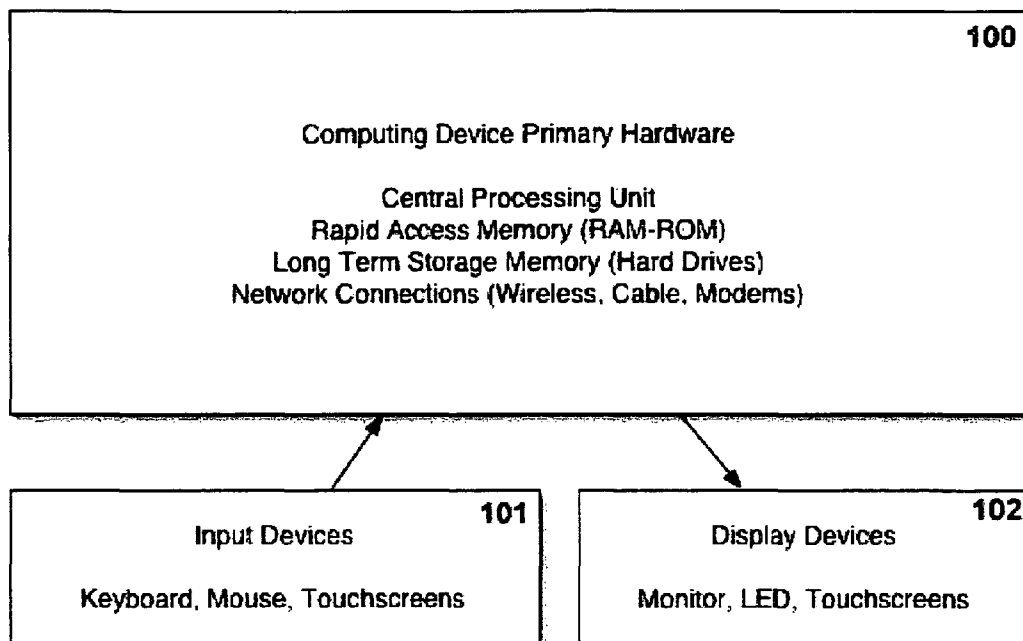 100
Computing Device Primary Hardware
Central Processing Unit
Rapid Access Memory (RAM-ROM)
Long Term Storage Memory (Hard Drives)
Network Connections (Wireless, Cable, Modems)
101
Input Devices
Keyboard, Mouse, Touchscreens
102
Display Devices
Monitor, LED, Touchscreens